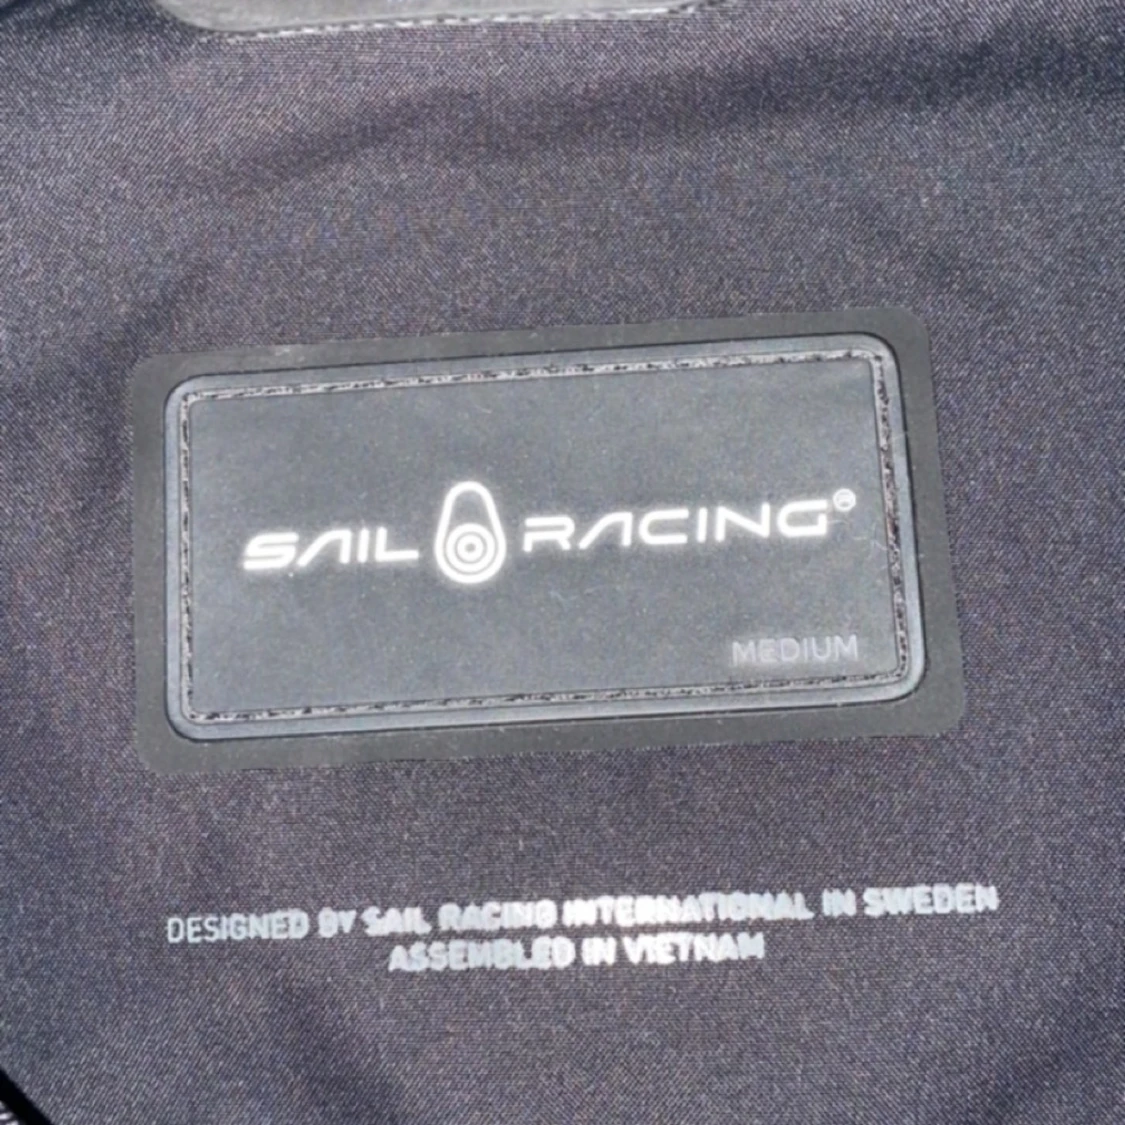 SAIL RACING®
MEDIUM
DESIGNED BY SAIL RACING INTERNATIONAL IN SWEDEN
ASSEMBLED IN VIETNAM